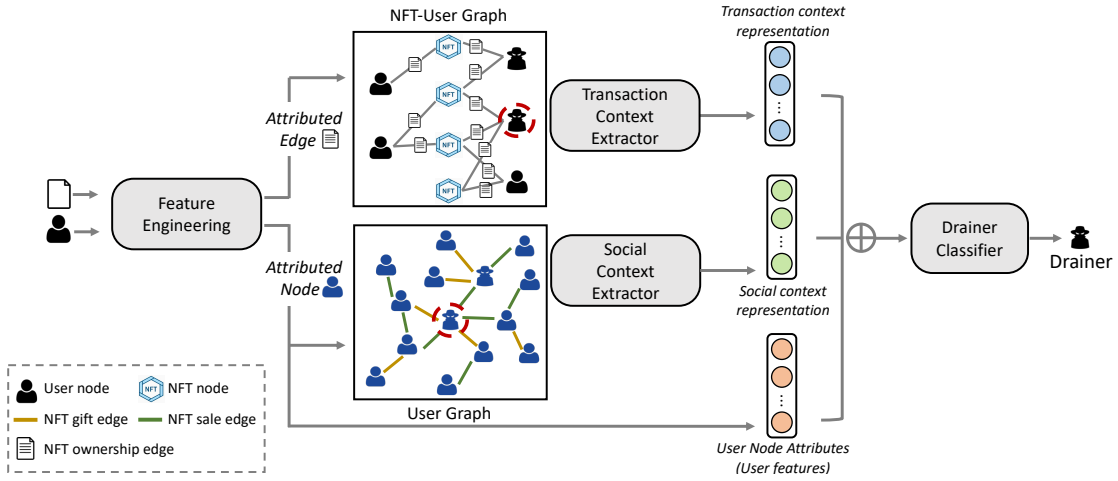 NFT-User Graph
Transaction context
representation
NFT
NFT
NFT
NFT
Attributed
Edge
Transaction
Context
Extractor
Feature
Engineering
Attributed
Node
Social
Context
Extractor
Drainer
Classifier
Drainer
Social context
representation
User Graph
User Node Attributes
(User features)
User node
NFT
NFT node
NFT gift edge
NFT sale edge
NFT ownership edge